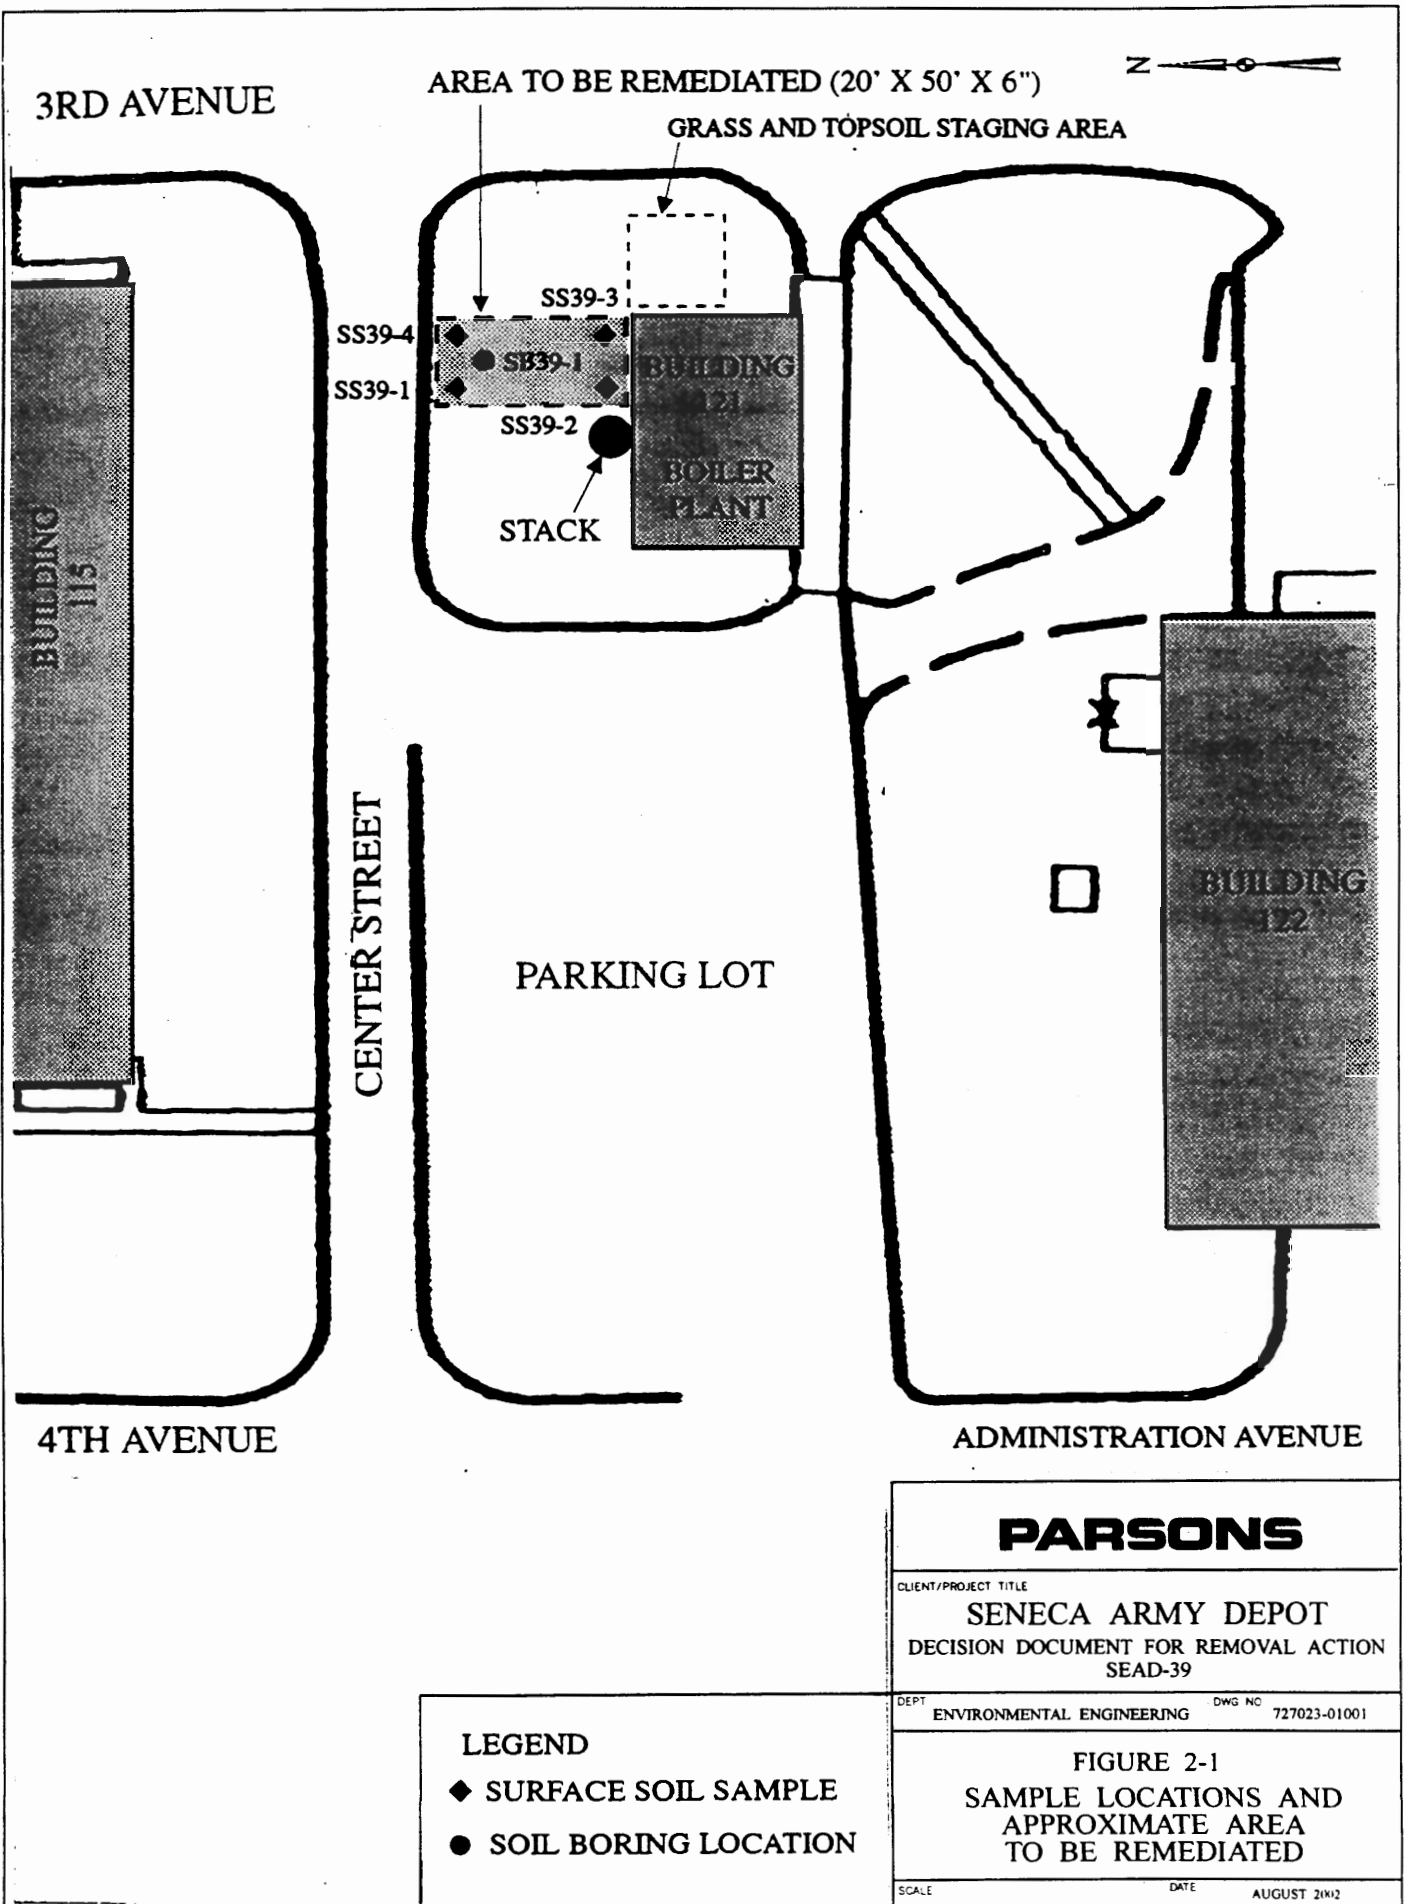 3RD AVENUE
AREA TO BE REMEDIATED (20' X 50' X 6")
N
GRASS AND TOPSOIL STAGING AREA
SS39-3
SS39-4
SB39-1
SS39-1
SS39-2
BUILDING
121
BOILER
PLANT
STACK
BUILDING
115
CENTER STREET
PARKING LOT
BUILDING
122
4TH AVENUE
ADMINISTRATION AVENUE
PARSONS
CLIENT/PROJECT TITLE
SENECA ARMY DEPOT
DECISION DOCUMENT FOR REMOVAL ACTION
SEAD-39
DEPT ENVIRONMENTAL ENGINEERING DWG NO 727023-01001
LEGEND
SURFACE SOIL SAMPLE
SOIL BORING LOCATION
FIGURE 2-1
SAMPLE LOCATIONS AND
APPROXIMATE AREA
TO BE REMEDIATED
SCALE DATE AUGUST 2002